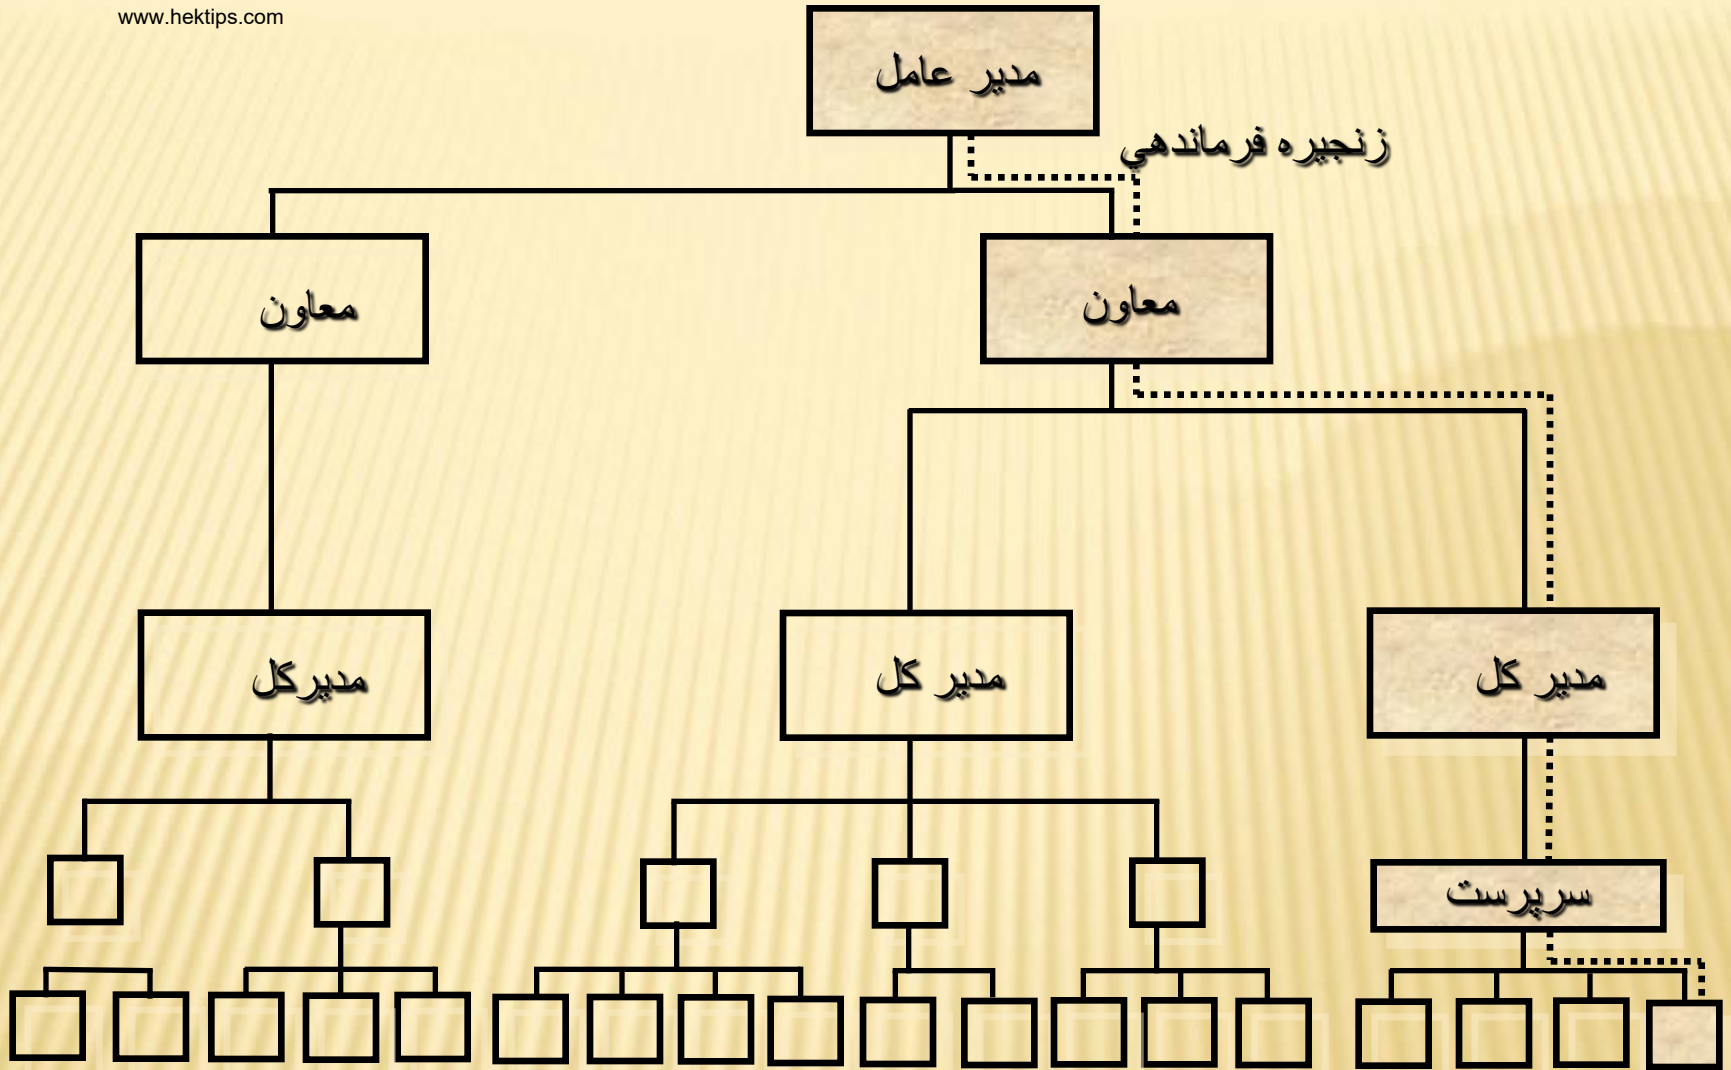 www.hektips.com
مدير عامل
زنجيره فرماندهي
معاون
معاون
مدير كل
مدير كل
مديركل
سرپرست